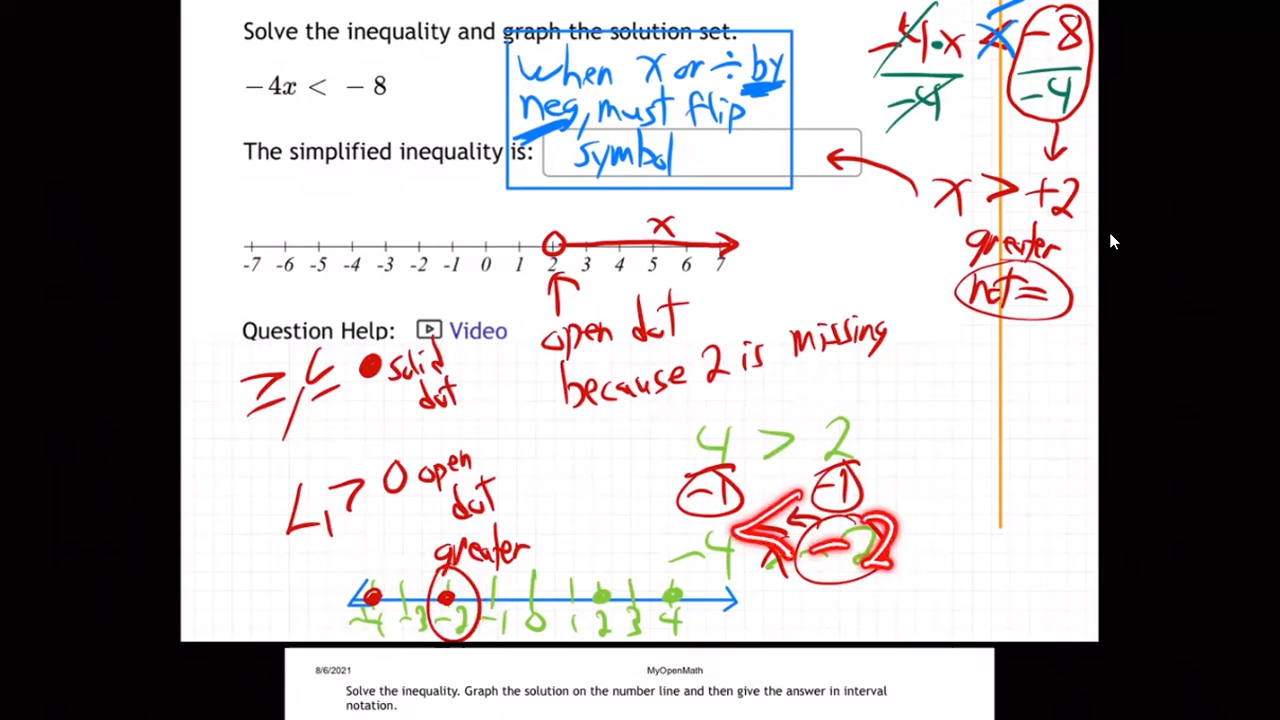 Solve the inequality and graph the solution set.
− 4x < − 8
The simplified inequality is:
When x or ÷ by
neg, must flip
symbol
-4·x < -8
-4 -4
x > +2
greater
not =
x
-7 -6 -5 -4 -3 -2 -1 0 1 2 3 4 5 6 7
open dot
because 2 is missing
Question Help: Video
≥, ≤ solid
dot
<, > open
dot
4 > 2
-1 -1
-4 < -2
greater
-4 -3 -2 -1 0 1 2 3 4
8/6/2021 MyOpenMath
Solve the inequality. Graph the solution on the number line and then give the answer in interval
notation.